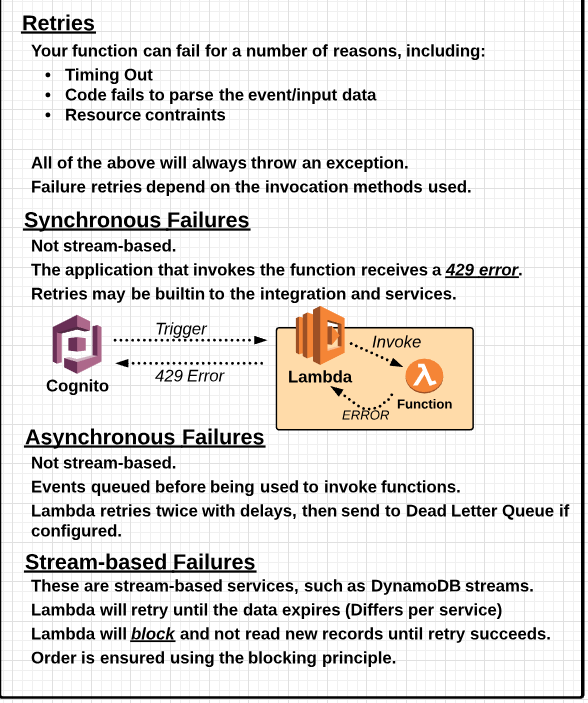 Retries
Your function can fail for a number of reasons, including:
• Timing Out
• Code fails to parse the event/input data
• Resource contraints
All of the above will always throw an exception.
Failure retries depend on the invocation methods used.
Synchronous Failures
Not stream-based.
The application that invokes the function receives a 429 error.
Retries may be builtin to the integration and services.
Trigger
Cognito
429 Error
Lambda
Invoke
λ
Function
ERROR
Asynchronous Failures
Not stream-based.
Events queued before being used to invoke functions.
Lambda retries twice with delays, then send to Dead Letter Queue if
configured.
Stream-based Failures
These are stream-based services, such as DynamoDB streams.
Lambda will retry until the data expires (Differs per service)
Lambda will block and not read new records until retry succeeds.
Order is ensured using the blocking principle.